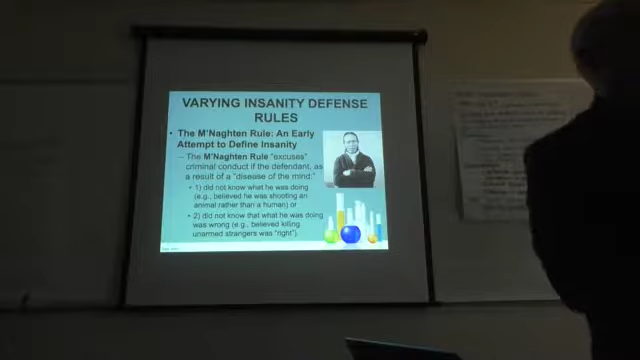 VARYING INSANITY DEFENSE
RULES
• The M'Naghten Rule: An Early
Attempt to Define Insanity
– The M'Naghten Rule "excuses"
criminal conduct if the defendant, as
a result of a "disease of the mind:"
• 1) did not know what he was doing
(e.g., believed he was shooting an
animal rather than a human) or
• 2) did not know that what he was doing
was wrong (e.g., believed killing
unarmed strangers was "right").